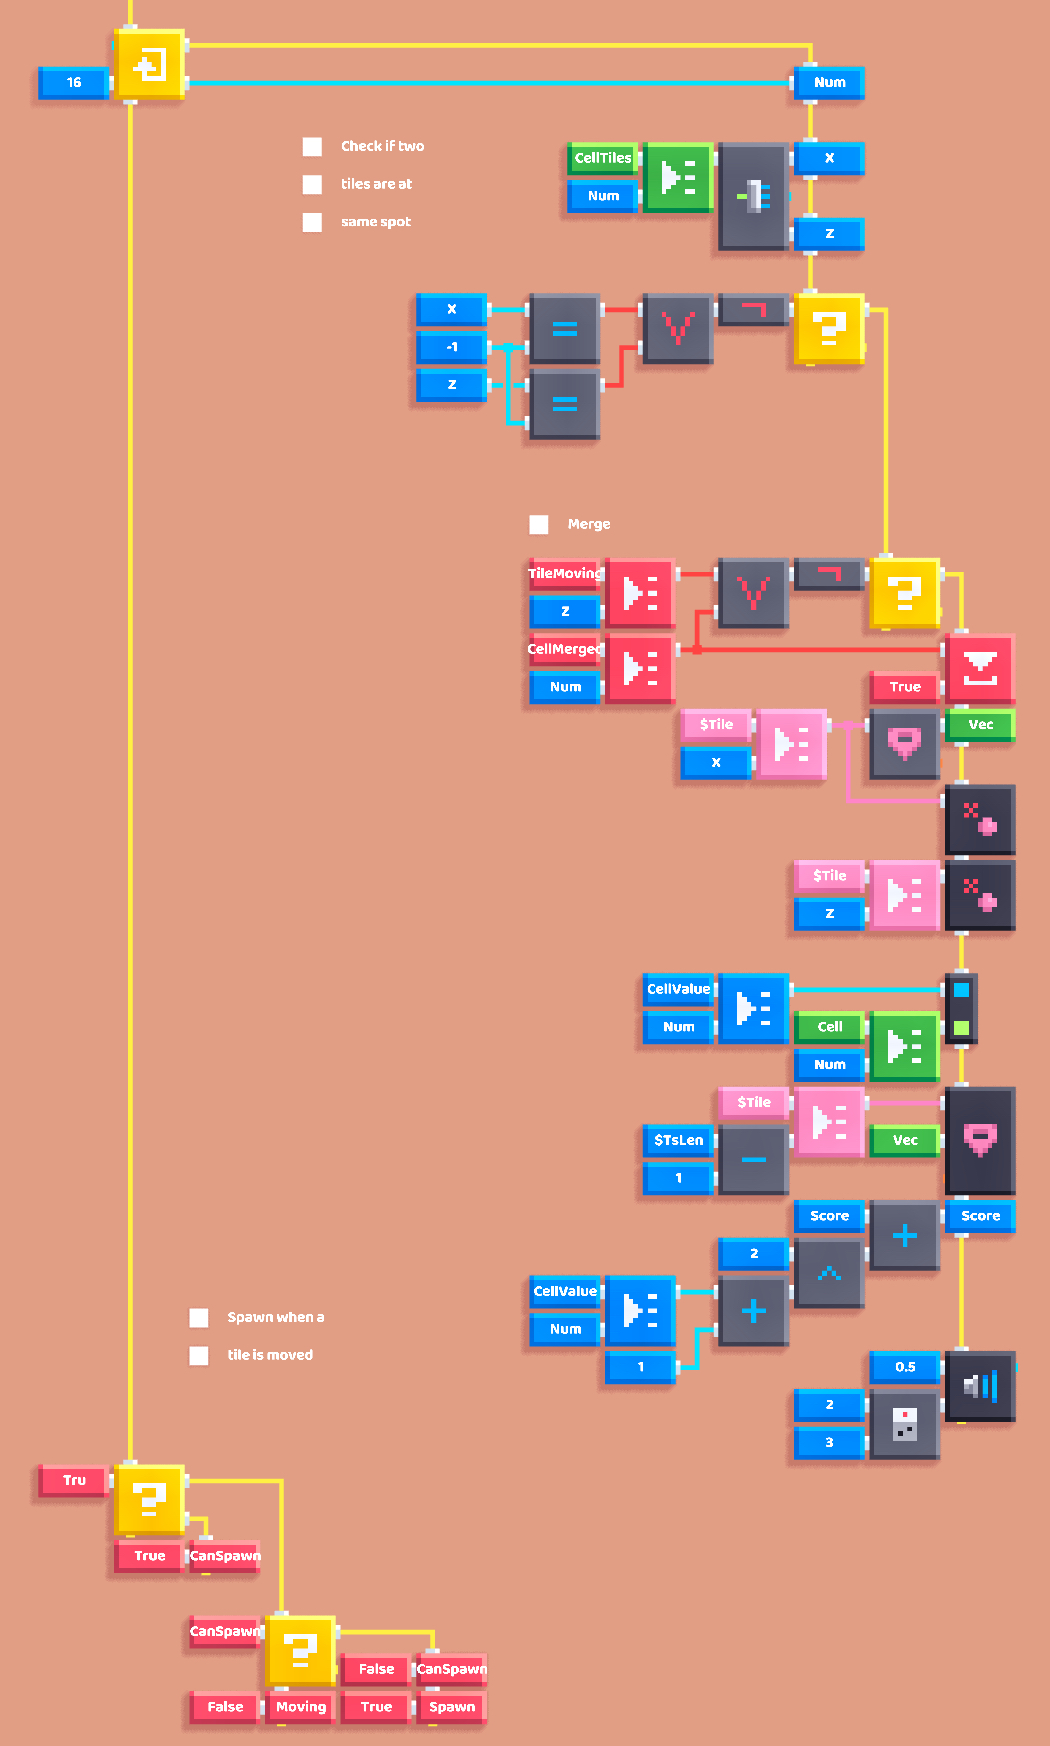 16
Num
Check if two
CellTiles
X
tiles are at
Num
same spot
Z
X
-1
Z
Merge
TileMoving
Z
CellMerged
Num
True
$Tile
Vec
X
$Tile
Z
CellValue
Num
Cell
Num
$Tile
$TsLen
Vec
1
Score
Score
2
CellValue
Spawn when a
Num
tile is moved
1
0.5
2
3
Tru
True
CanSpawn
CanSpawn
False
CanSpawn
False
Moving
True
Spawn